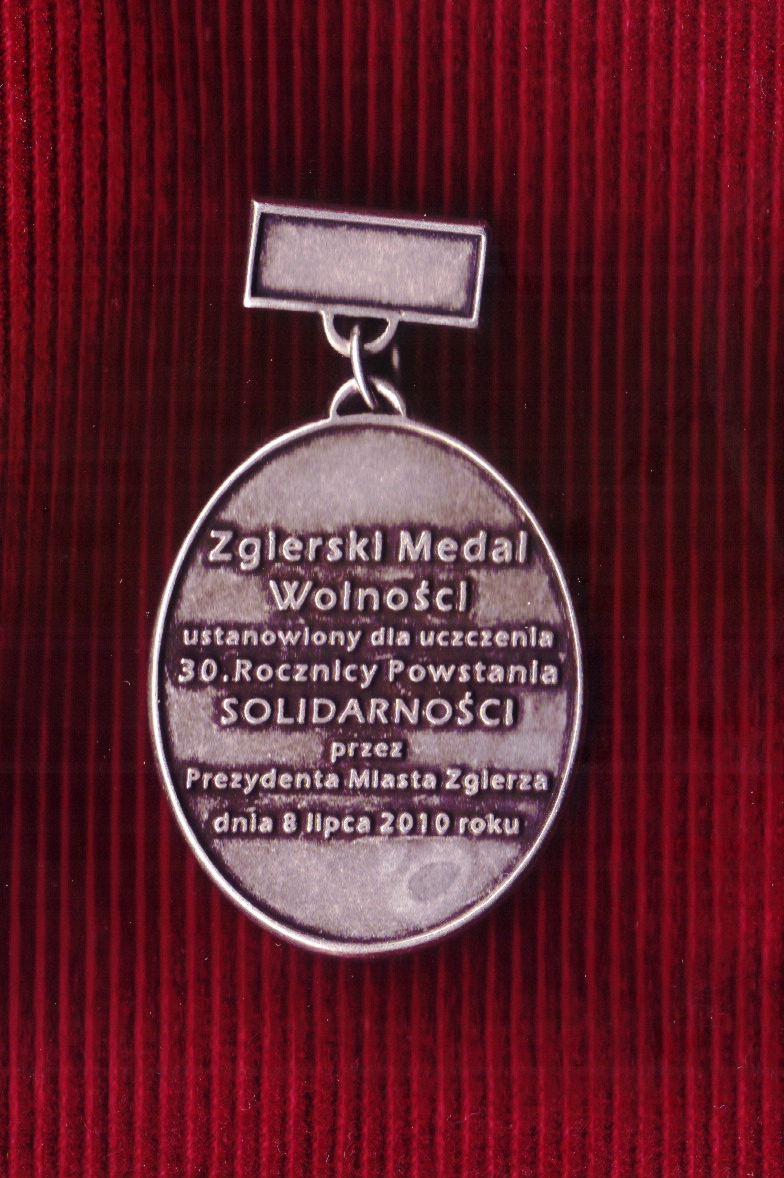 Zgierski Medal
Wolności
ustanowiony dla uczczenia
30.Rocznicy Powstania
SOLIDARNOŚCI
przez
Prezydenta Miasta Zgierza
dnia 8 lipca 2010 roku